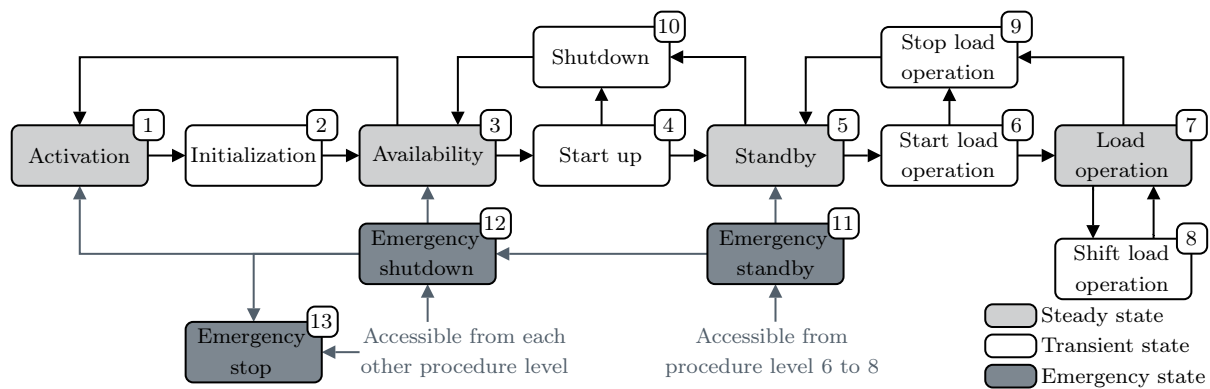 10
Shutdown
9
Stop load
operation
1
Activation
2
Initialization
3
Availability
4
Start up
5
Standby
6
Start load
operation
7
Load
operation
12
Emergency
shutdown
11
Emergency
standby
8
Shift load
operation
13
Emergency
stop
Accessible from each
other procedure level
Accessible from
procedure level 6 to 8
Steady state
Transient state
Emergency state